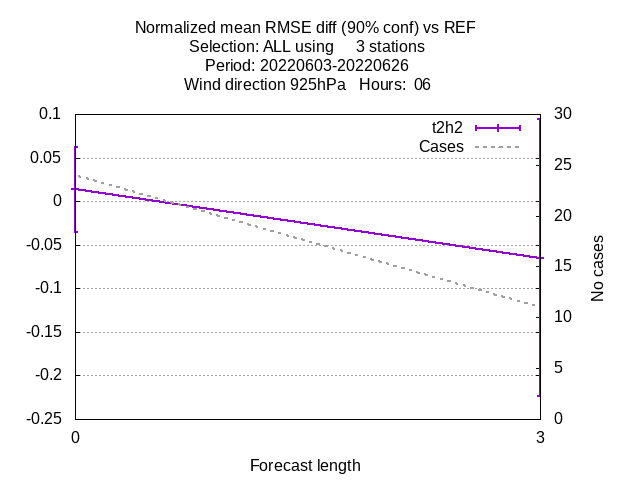 Normalized mean RMSE diff (90% conf) vs REF
Selection: ALL using     3 stations
Period: 20220603-20220626
Wind direction 925hPa   Hours:  06
0.1
0.05
0
-0.05
-0.1
-0.15
-0.2
-0.25
30
25
20
15
10
5
0
t2h2
Cases
No cases
0
3
Forecast length